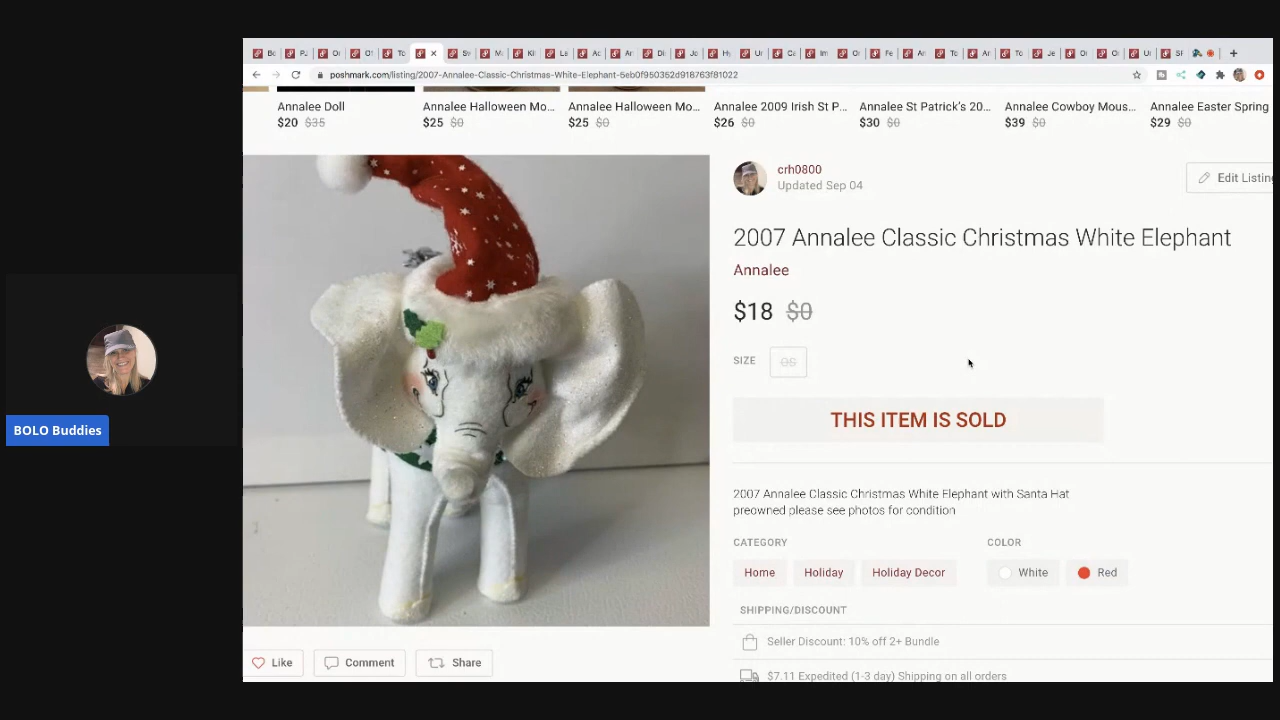 poshmark.com/listing/2007-Annalee-Classic-Christmas-White-Elephant-5eb0f950352d918763f81022
Annalee Doll
$20 $35
Annalee Halloween Mo...
$25 $0
Annalee Halloween Mo...
$25 $0
Annalee 2009 Irish St P...
$26 $0
Annalee St Patrick's 20...
$30 $0
Annalee Cowboy Mous...
$39 $0
Annalee Easter Spring
$29 $0
crh0800
Updated Sep 04
Edit Listing
2007 Annalee Classic Christmas White Elephant
Annalee
$18 $0
SIZE OS
THIS ITEM IS SOLD
2007 Annalee Classic Christmas White Elephant with Santa Hat
preowned please see photos for condition
CATEGORY
COLOR
Home Holiday Holiday Decor
White Red
SHIPPING/DISCOUNT
Seller Discount: 10% off 2+ Bundle
$7.11 Expedited (1-3 day) Shipping on all orders
Like Comment Share
BOLO Buddies